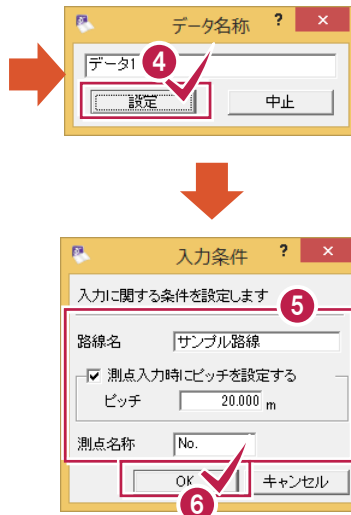 データ名称 ? ×
データ1 4
設定 中止
入力条件 ? ×
入力に関する条件を設定します
5
路線名 サンプル路線
測点入力時にピッチを設定する
ピッチ 20.000 m
測点名称 No.
OK キャンセル
6